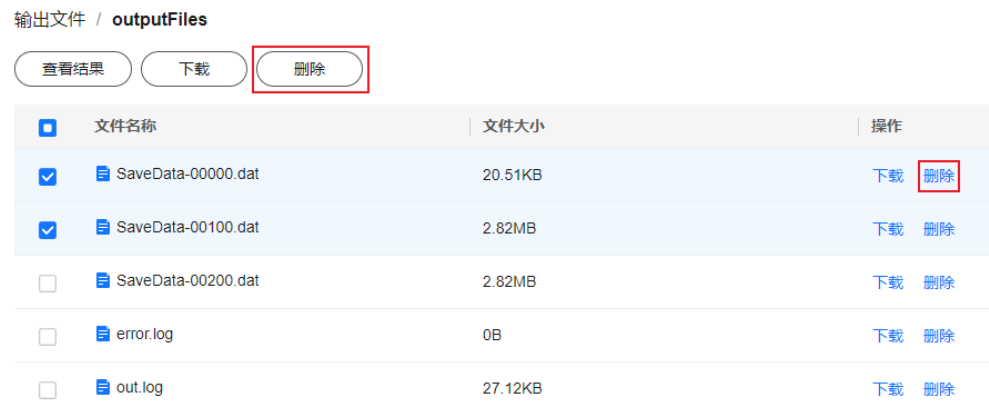 输出文件 / outputFiles
查看结果 下载 删除
文件名称 文件大小 操作
SaveData-00000.dat 20.51KB 下载 删除
SaveData-00100.dat 2.82MB 下载 删除
SaveData-00200.dat 2.82MB 下载 删除
error.log 0B 下载 删除
out.log 27.12KB 下载 删除